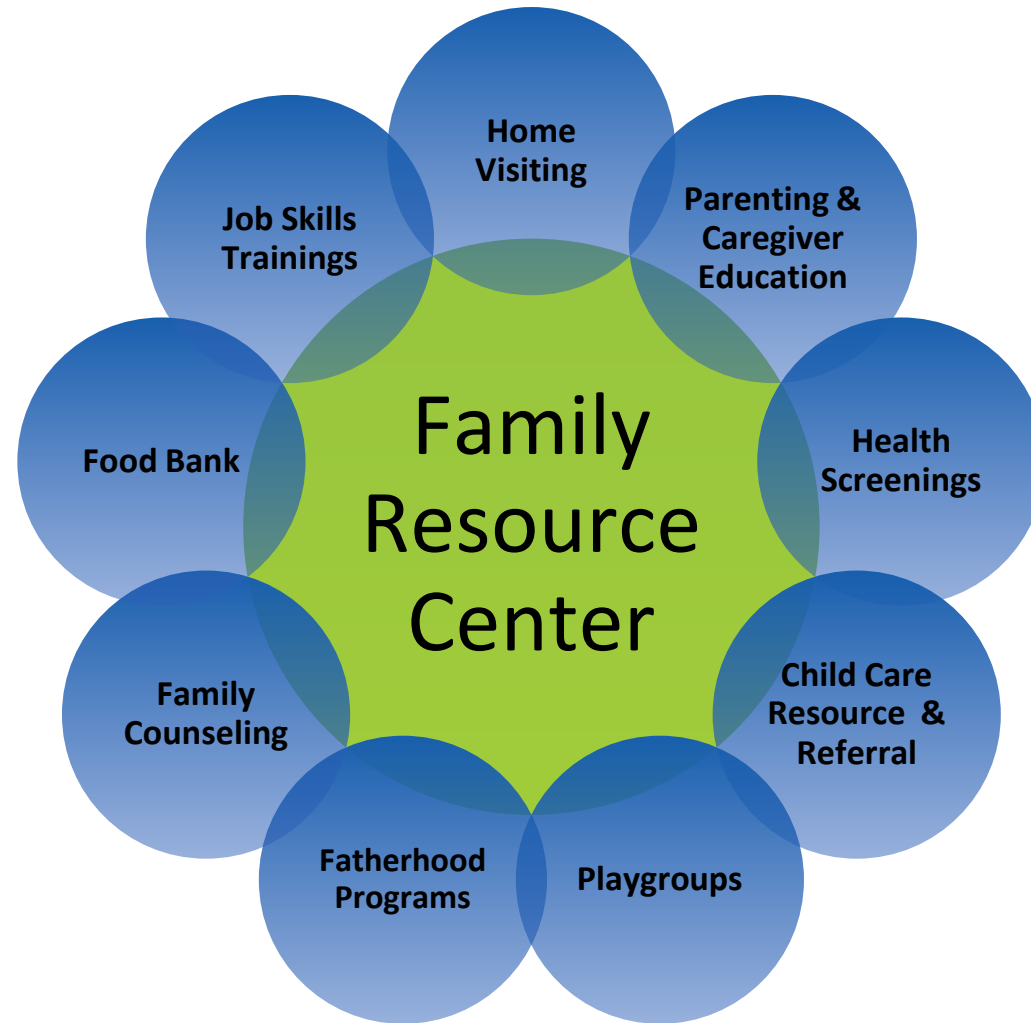 Home
Visiting
Parenting &
Caregiver
Education
Health
Screenings
Child Care
Resource  &
Referral
Playgroups
Fatherhood
Programs
Family
Counseling
Food Bank
Job Skills
Trainings
Family
Resource
Center